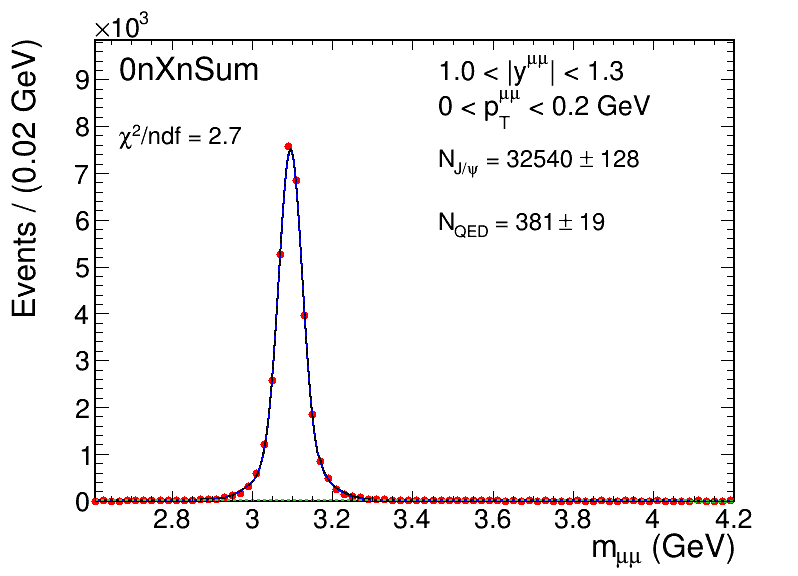 ×10³
0nXnSum
1.0 < |y^μμ| < 1.3
0 < p_T^μμ < 0.2 GeV
χ²/ndf = 2.7
N_J/ψ = 32540 ± 128
N_QED = 381 ± 19
Events / (0.02 GeV)
9
8
7
6
5
4
3
2
1
0
2.8 3 3.2 3.4 3.6 3.8 4 4.2
m_μμ (GeV)